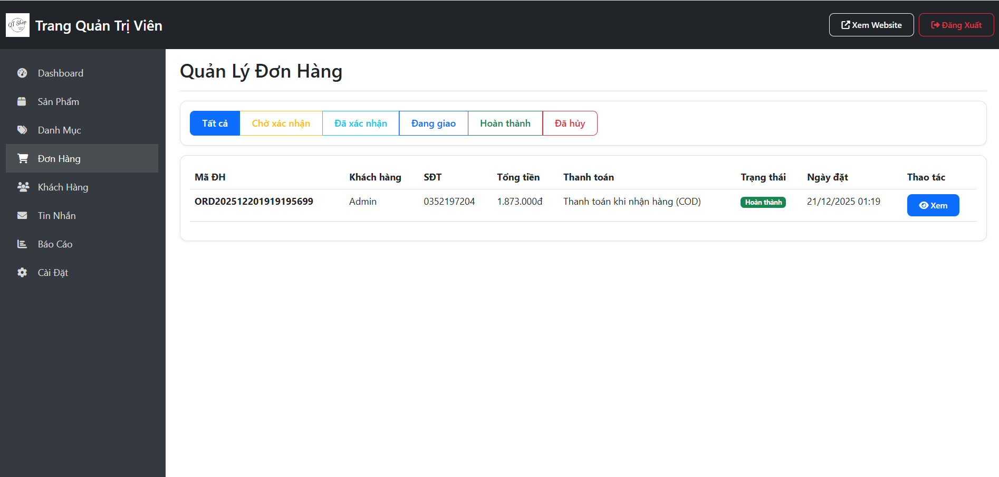 QT Shop
Trang Quản Trị Viên
Xem Website
Đăng Xuất
Dashboard
Sản Phẩm
Danh Mục
Đơn Hàng
Khách Hàng
Tin Nhắn
Báo Cáo
Cài Đặt
Quản Lý Đơn Hàng
Tất cả Chờ xác nhận Đã xác nhận Đang giao Hoàn thành Đã hủy
Mã ĐH Khách hàng SĐT Tổng tiền Thanh toán Trạng thái Ngày đặt Thao tác
ORD202512201919195699 Admin 0352197204 1.873.000đ Thanh toán khi nhận hàng (COD) Hoàn thành 21/12/2025 01:19 Xem